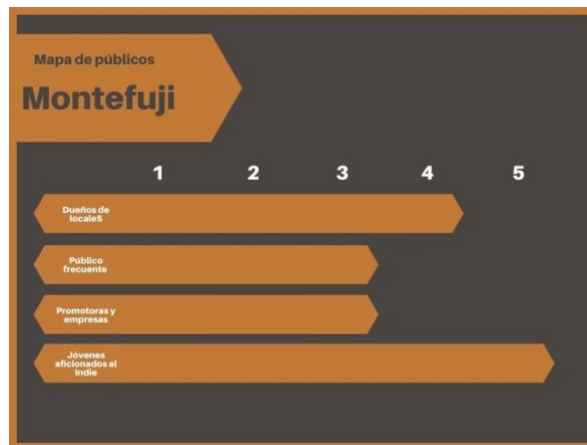 Mapa de públicos
Montefuji
1 2 3 4 5
Dueños de
localeS
Público
frecuente
Promotoras y
empresas
Jóvenes
aficionados al
Indie